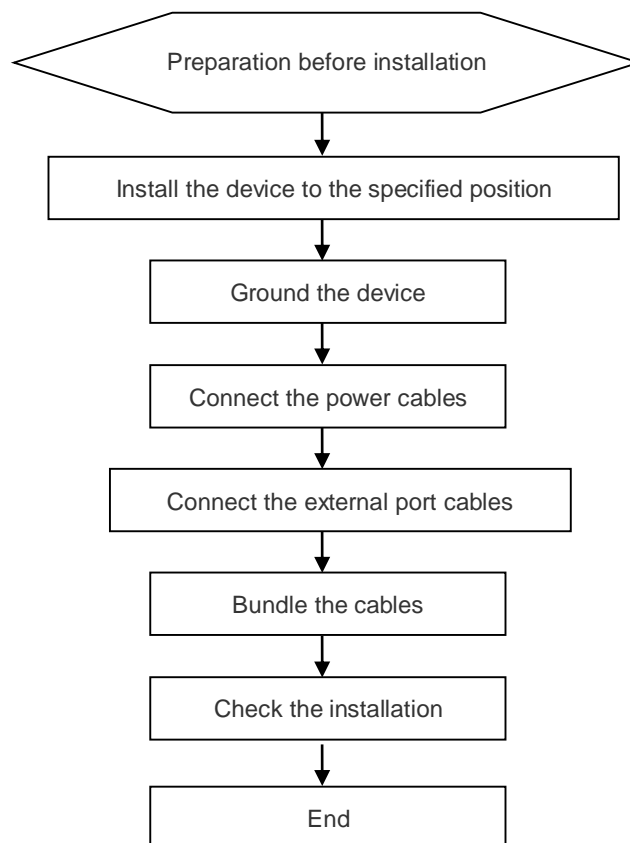 Preparation before installation
Install the device to the specified position
Ground the device
Connect the power cables
Connect the external port cables
Bundle the cables
Check the installation
End